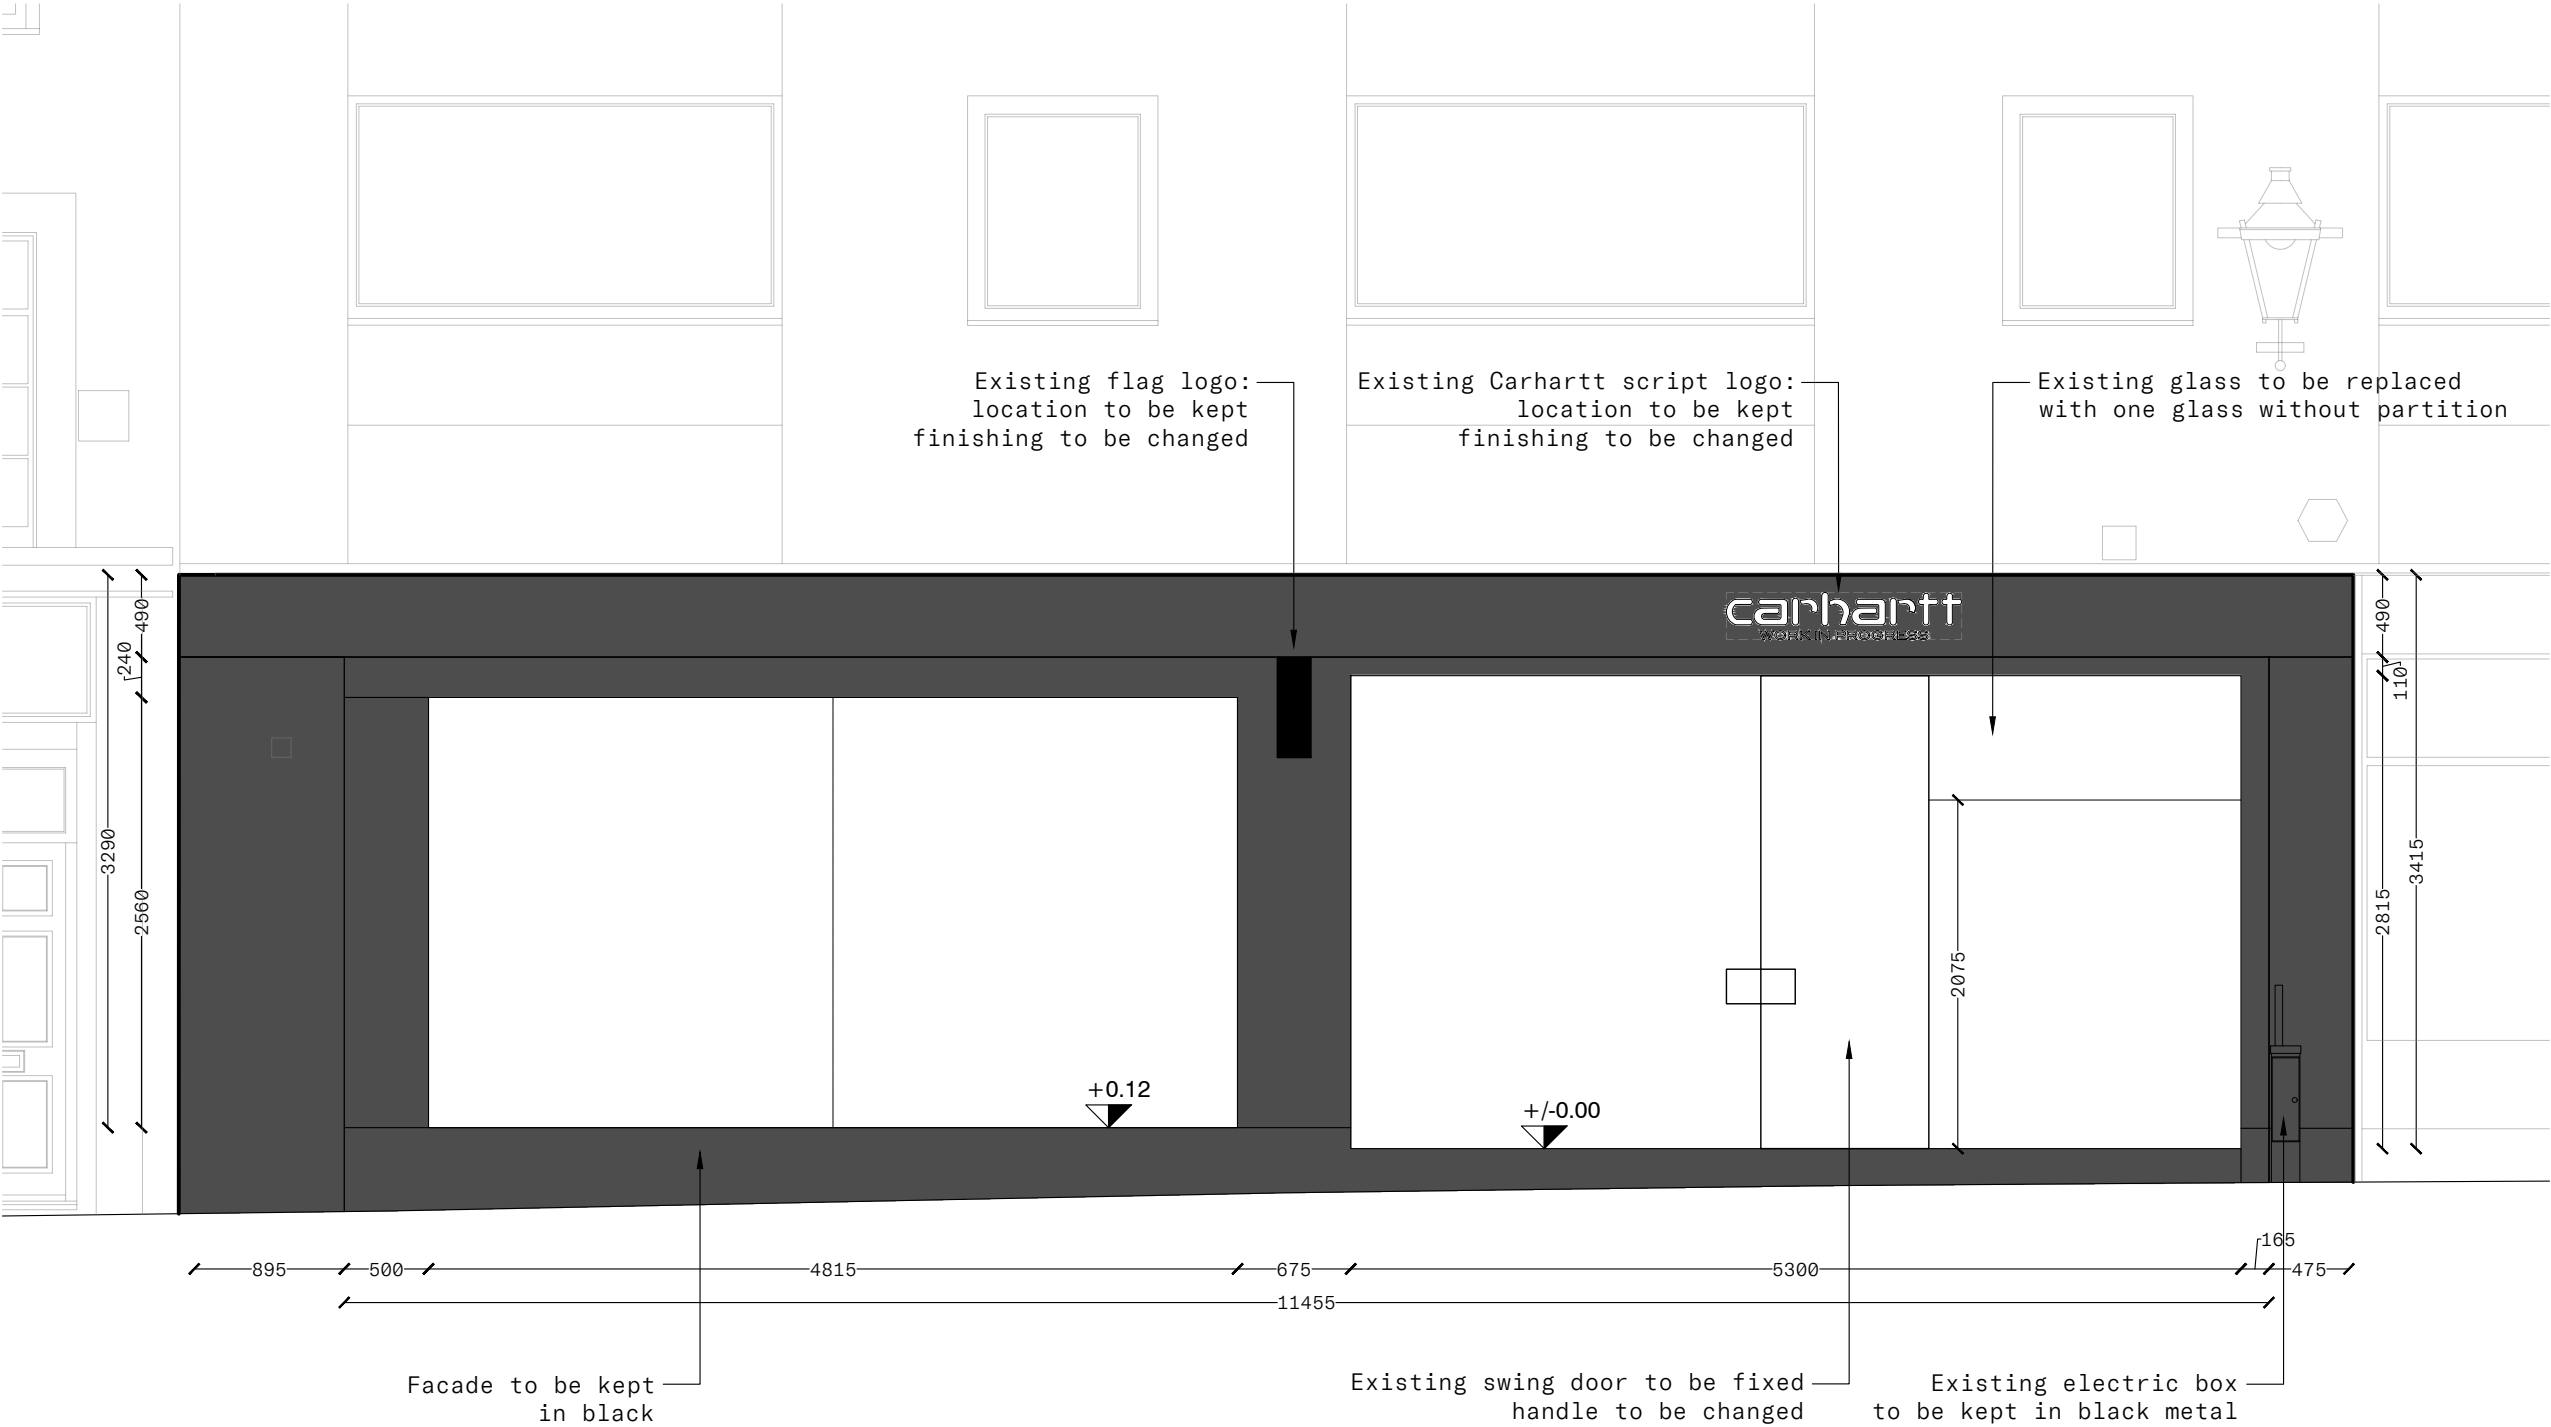 Existing flag logo:
location to be kept
finishing to be changed
Existing Carhartt script logo:
location to be kept
finishing to be changed
Existing glass to be replaced
with one glass without partition
carhartt
WORK IN PROGRESS
490
240
3290
2560
490
110
3415
2815
2075
+0.12
+/-0.00
165
895
500
4815
675
5300
475
11455
Facade to be kept
in black
Existing swing door to be fixed
handle to be changed
Existing electric box
to be kept in black metal